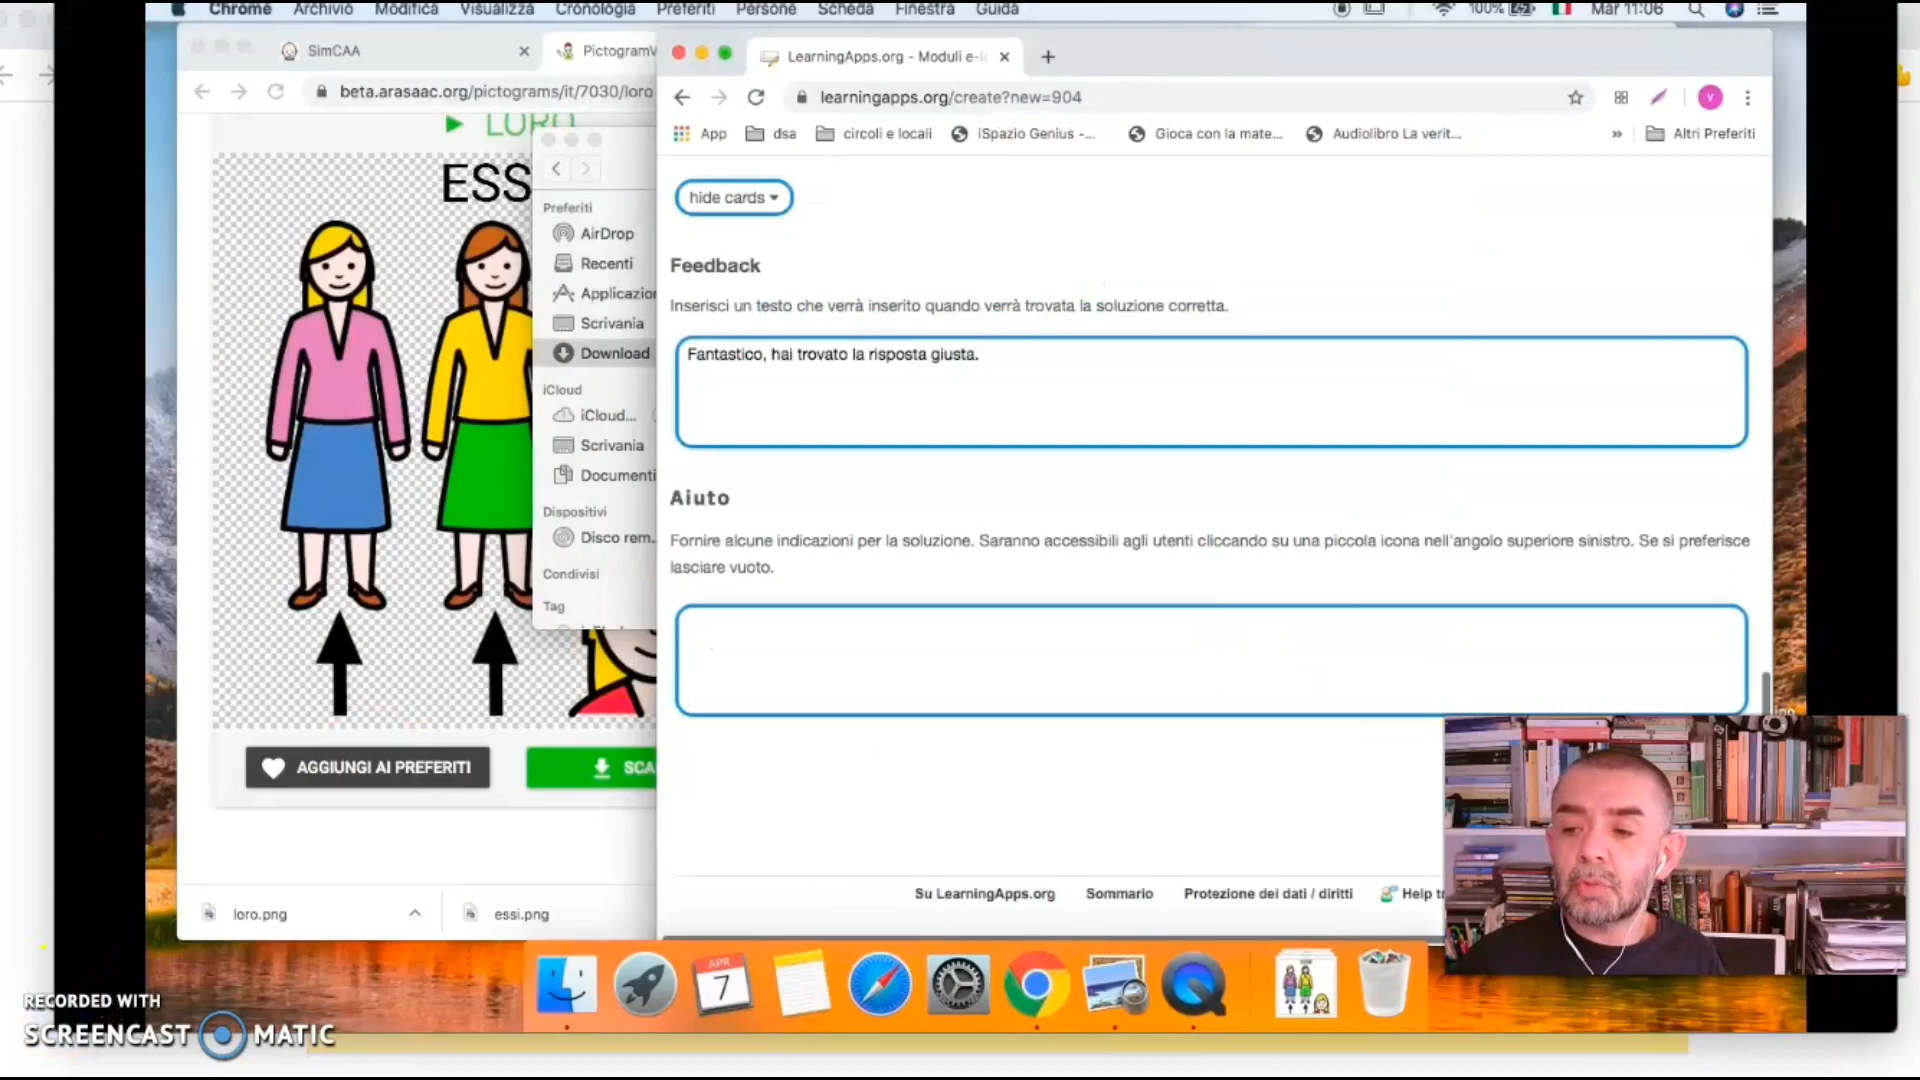 Chrome Archivio Modifica Visualizza Cronologia Preferiti Persone Scheda Finestra Guida 100% Mar 11:06
SimCAA
LearningApps.org - Moduli e-l
beta.arasaac.org/pictograms/it/7030/loro
learningapps.org/create?new=904
V
App dsa circoli e locali iSpazio Genius -... Gioca con la mate... Audiolibro La verit... » Altri Preferiti
LORO
ESSI
Preferiti
AirDrop
Recenti
Scrivania
Download
iCloud
iCloud...
Scrivania
Documenti
Dispositivi
Disco rem...
Condivisi
Tag
hide cards
Feedback
Inserisci un testo che verrà inserito quando verrà trovata la soluzione corretta.
Fantastico, hai trovato la risposta giusta.
Aiuto
Fornire alcune indicazioni per la soluzione. Saranno accessibili agli utenti cliccando su una piccola icona nell'angolo superiore sinistro. Se si preferisce
lasciare vuoto.
AGGIUNGI AI PREFERITI
Su LearningApps.org Sommario Protezione dei dati / diritti Help
loro.png essi.png
APR
7
RECORDED WITH
SCREENCAST MATIC